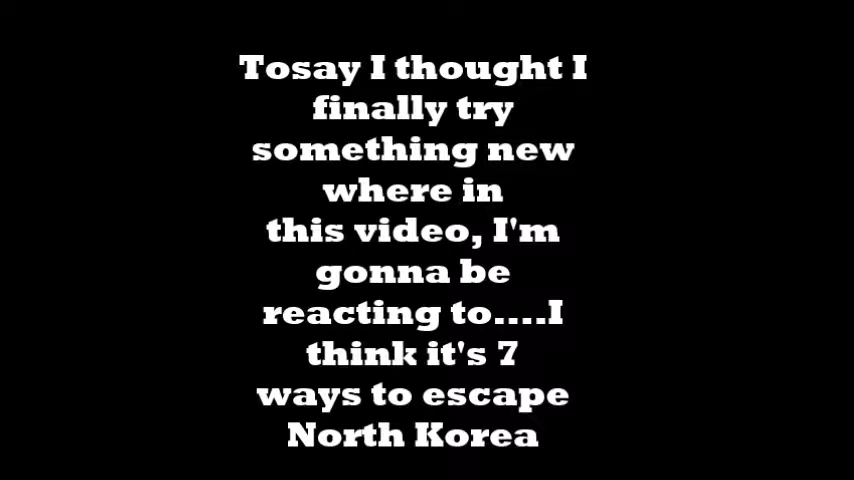 Tosay I thought I
finally try
something new
where in
this video, I'm
gonna be
reacting to....I
think it's 7
ways to escape
North Korea